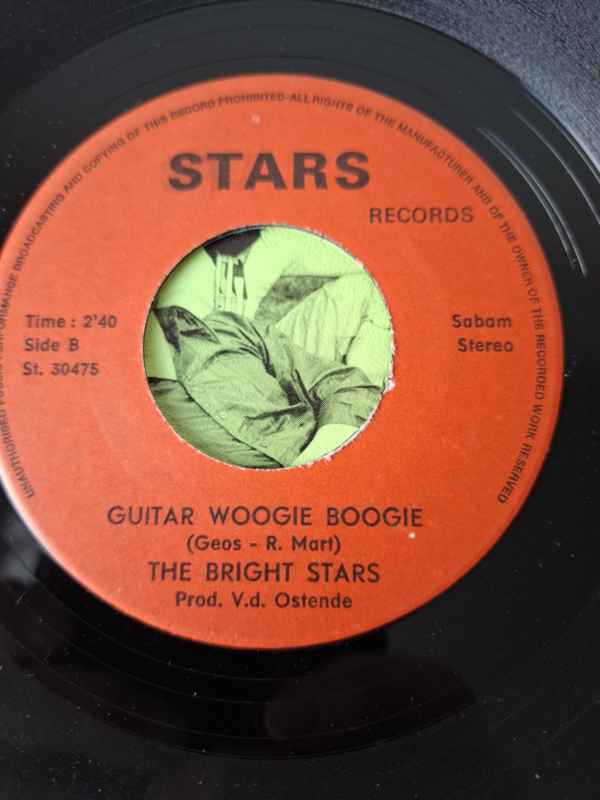 UNAUTHORISED PUBLIC PERFORMANCE BROADCASTING AND COPYING OF THIS RECORD PROHIBITED-ALL RIGHTS OF THE MANUFACTURER AND OF THE OWNER OF THE RECORDED WORK RESERVED
STARS
RECORDS
Time : 2'40
Side B
St. 30475
Sabam
Stereo
GUITAR WOOGIE BOOGIE
(Geos - R. Mart)
THE BRIGHT STARS
Prod. V.d. Ostende